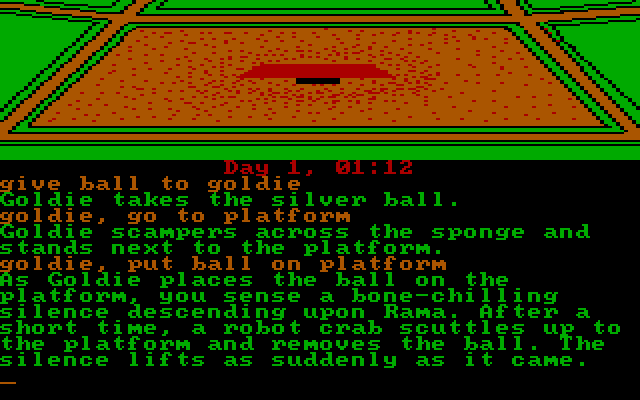 Day 1, 01:12
give ball to goldie
Goldie takes the silver ball.
goldie, go to platform
Goldie scampers across the sponge and
stands next to the platform.
goldie, put ball on platform
As Goldie places the ball on the
platform, you sense a bone-chilling
silence descending upon Rama. After a
short time, a robot crab scuttles up to
the platform and removes the ball. The
silence lifts as suddenly as it came.